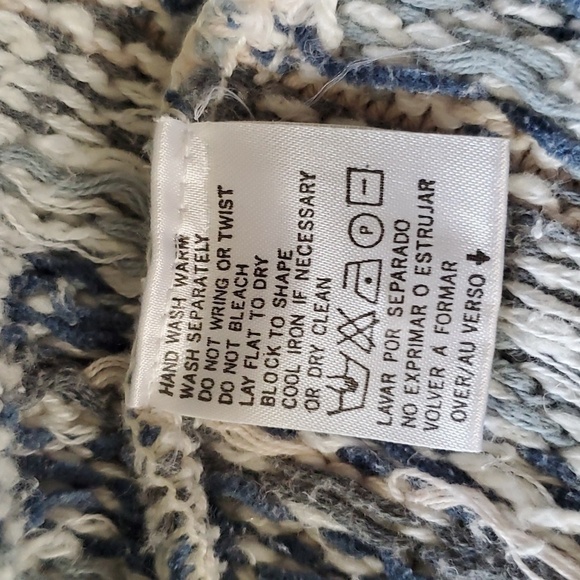 HAND WASH WARM
WASH SEPARATELY
DO NOT WRING OR TWIST
DO NOT BLEACH
LAY FLAT TO DRY
BLOCK TO SHAPE
COOL IRON IF NECESSARY
OR DRY CLEAN
P
LAVAR POR SEPARADO
NO EXPRIMAR O ESTRUJAR
VOLVER A FORMAR
OVER/AU VERSO